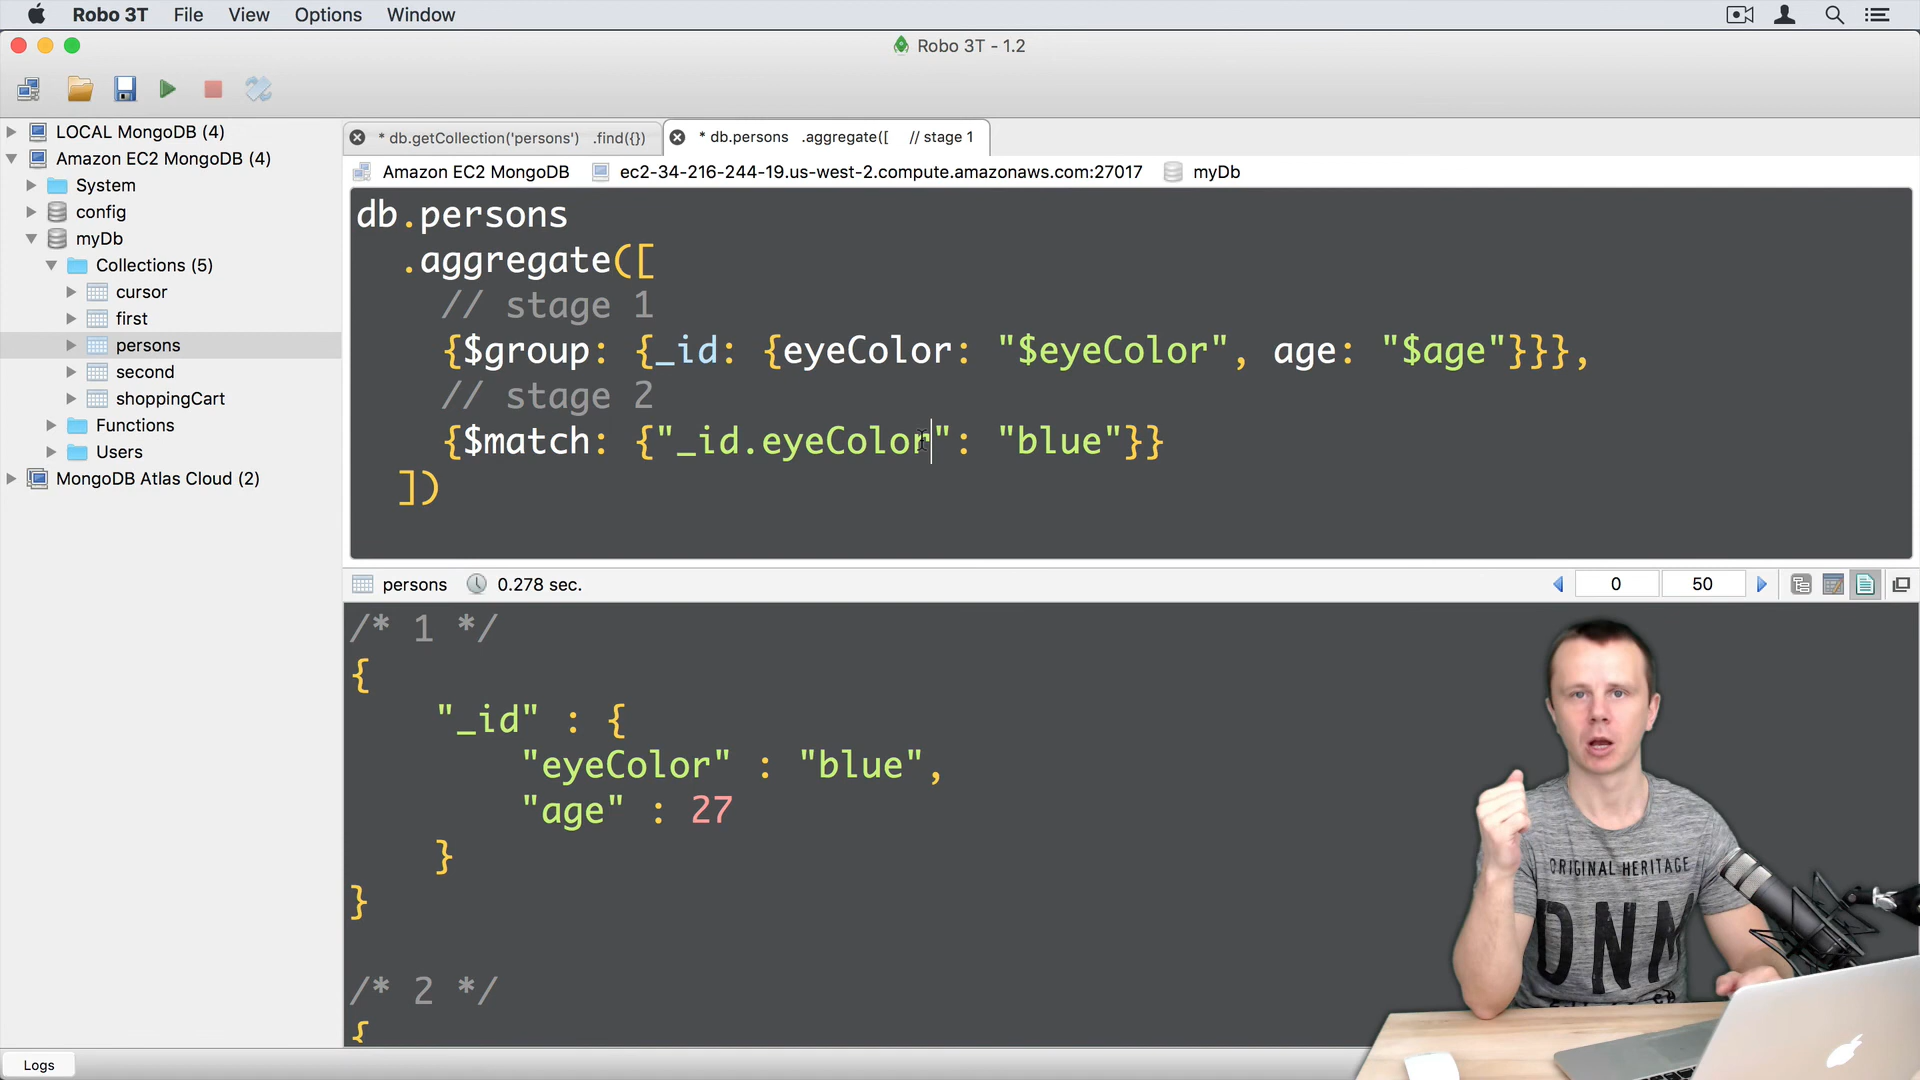 Robo 3T File View Options Window
Robo 3T - 1.2
LOCAL MongoDB (4)
Amazon EC2 MongoDB (4)
System
config
myDb
Collections (5)
cursor
first
persons
second
shoppingCart
Functions
Users
MongoDB Atlas Cloud (2)
* db.getCollection('persons') .find({})
* db.persons .aggregate([ // stage 1
Amazon EC2 MongoDB ec2-34-216-244-19.us-west-2.compute.amazonaws.com:27017 myDb
db.persons
.aggregate([
// stage 1
{$group: {_id: {eyeColor: "$eyeColor", age: "$age"}}},
// stage 2
{$match: {"_id.eyeColor": "blue"}}
])
persons 0.278 sec.
0 50
/* 1 */
{
"_id" : {
"eyeColor" : "blue",
"age" : 27
}
}
/* 2 */
{
ORIGINAL HERITAGE
DNM
Logs